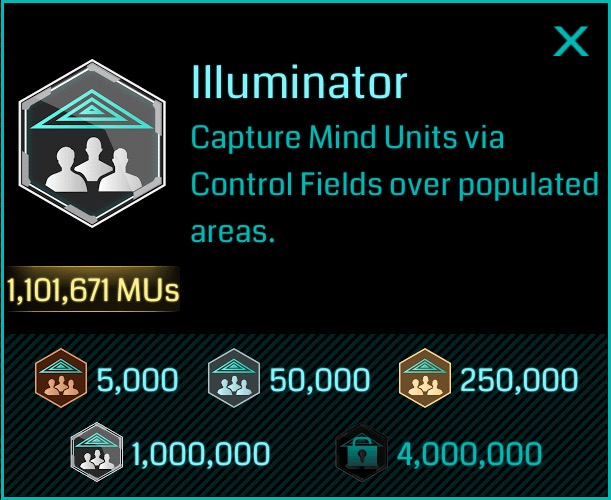 X
Illuminator
Capture Mind Units via
Control Fields over populated
areas.
1,101,671 MUs
5,000 50,000 250,000
1,000,000 4,000,000